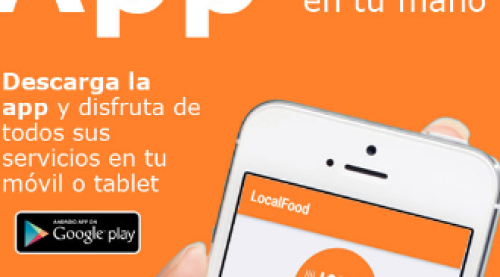 App
en tu mano
Descarga la
app y disfruta de
todos sus
servicios en tu
móvil o tablet
ANDROID APP ON
Google play
LocalFood